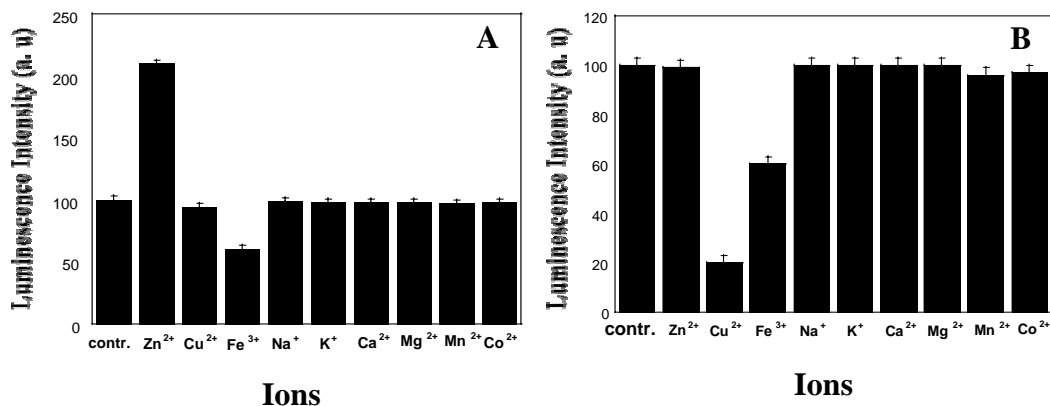 Luminescence Intensity (a. u)
250
200
150
100
50
0
A
contr. Zn2+ Cu2+ Fe3+ Na+ K+ Ca2+ Mg2+ Mn2+ Co2+
Ions
Luminescence Intensity (a. u)
120
100
80
60
40
20
0
B
contr. Zn2+ Cu2+ Fe3+ Na+ K+ Ca2+ Mg2+ Mn2+ Co2+
Ions